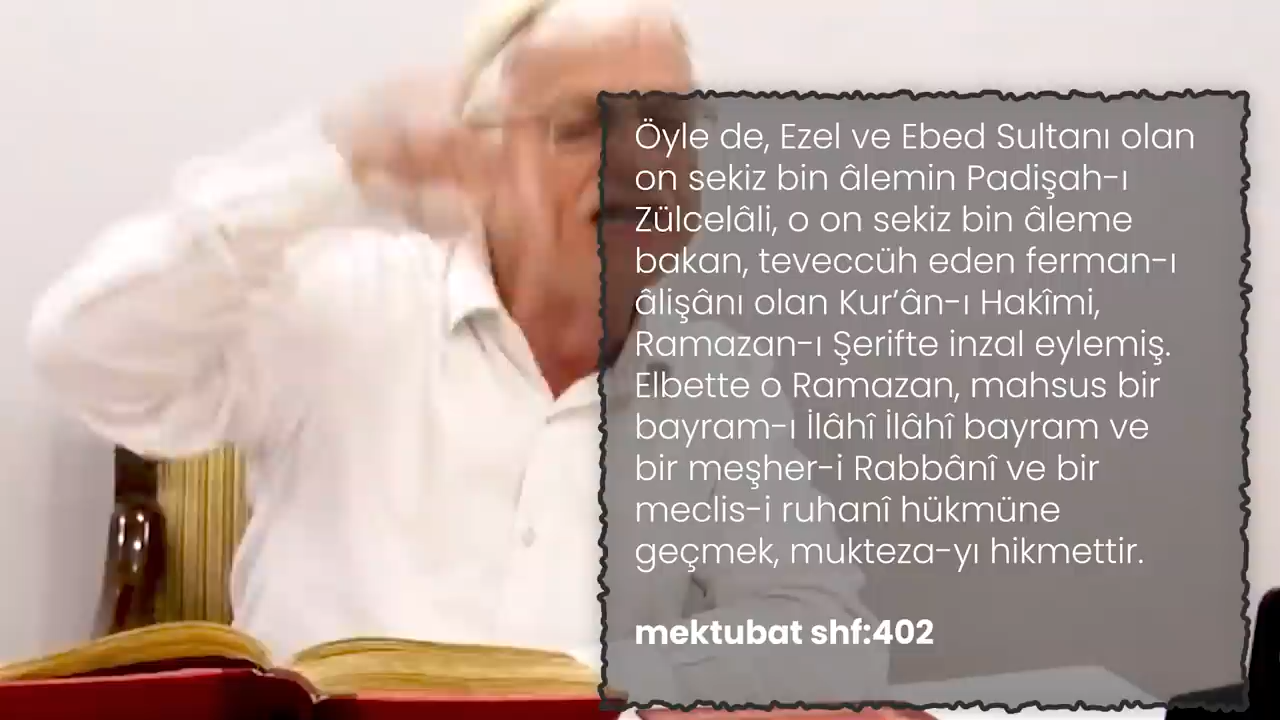 Öyle de, Ezel ve Ebed Sultanı olan
on sekiz bin âlemin Padişah-ı
Zülcelâli, o on sekiz bin âleme
bakan, teveccüh eden ferman-ı
âlişânı olan Kur’ân-ı Hakîmi,
Ramazan-ı Şerifte inzal eylemiş.
Elbette o Ramazan, mahsus bir
bayram-ı İlâhî İlâhî bayram ve
bir meşher-i Rabbânî ve bir
meclis-i ruhanî hükmüne
geçmek, mukteza-yı hikmettir.
mektubat shf:402